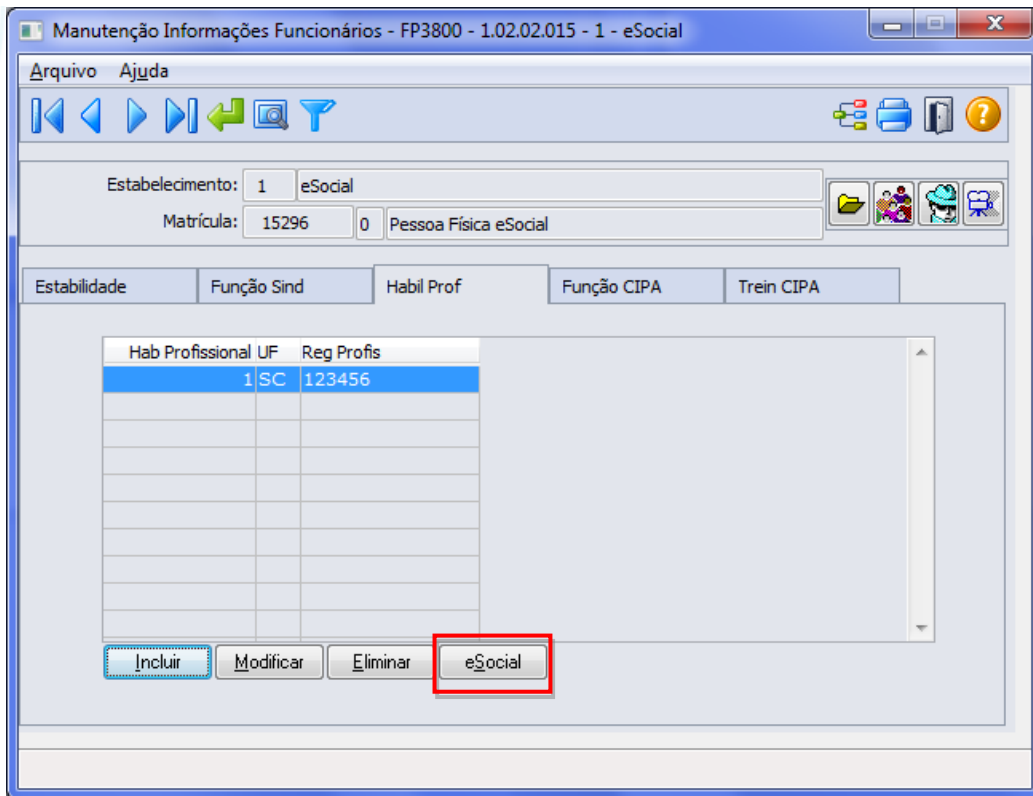 Manutenção Informações Funcionários - FP3800 - 1.02.02.015 - 1 - eSocial
Arquivo Ajuda
Estabelecimento: 1 eSocial
Matrícula: 15296 0 Pessoa Física eSocial
Estabilidade Função Sind Habil Prof Função CIPA Trein CIPA
Hab Profissional UF Reg Profis
1 SC 123456
Incluir Modificar Eliminar eSocial